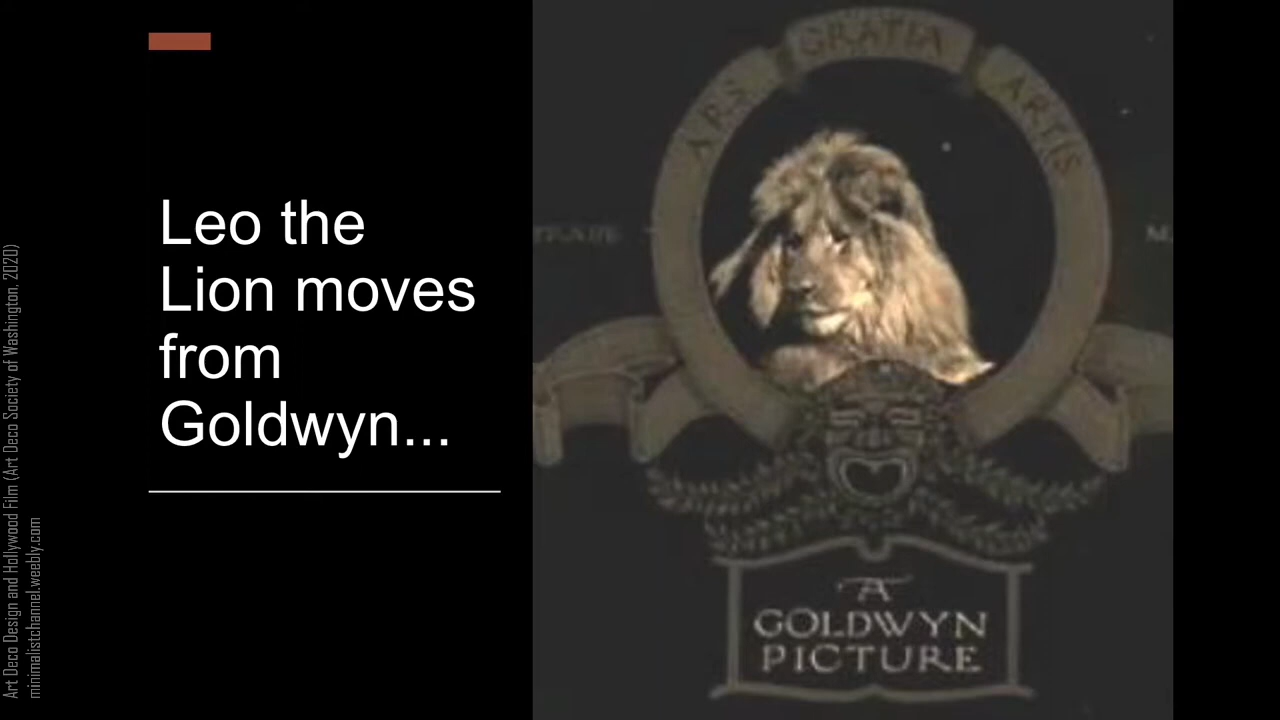 Leo the
Lion moves
from
Goldwyn...
ARS GRATIA ARTIS
TRADE
A
GOLDWYN
PICTURE
Art Deco Design and Hollywood Film (Art Deco Society of Washington, 2020)
minimalistchannel.weebly.com